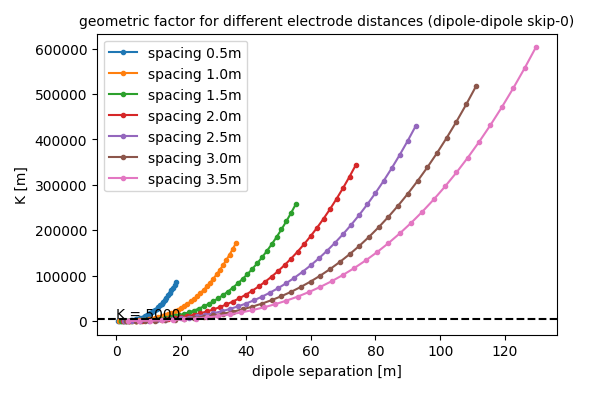 geometric factor for different electrode distances (dipole-dipole skip-0)
K [m]
600000
500000
400000
300000
200000
100000
0
spacing 0.5m
spacing 1.0m
spacing 1.5m
spacing 2.0m
spacing 2.5m
spacing 3.0m
spacing 3.5m
K = 5000
0 20 40 60 80 100 120
dipole separation [m]